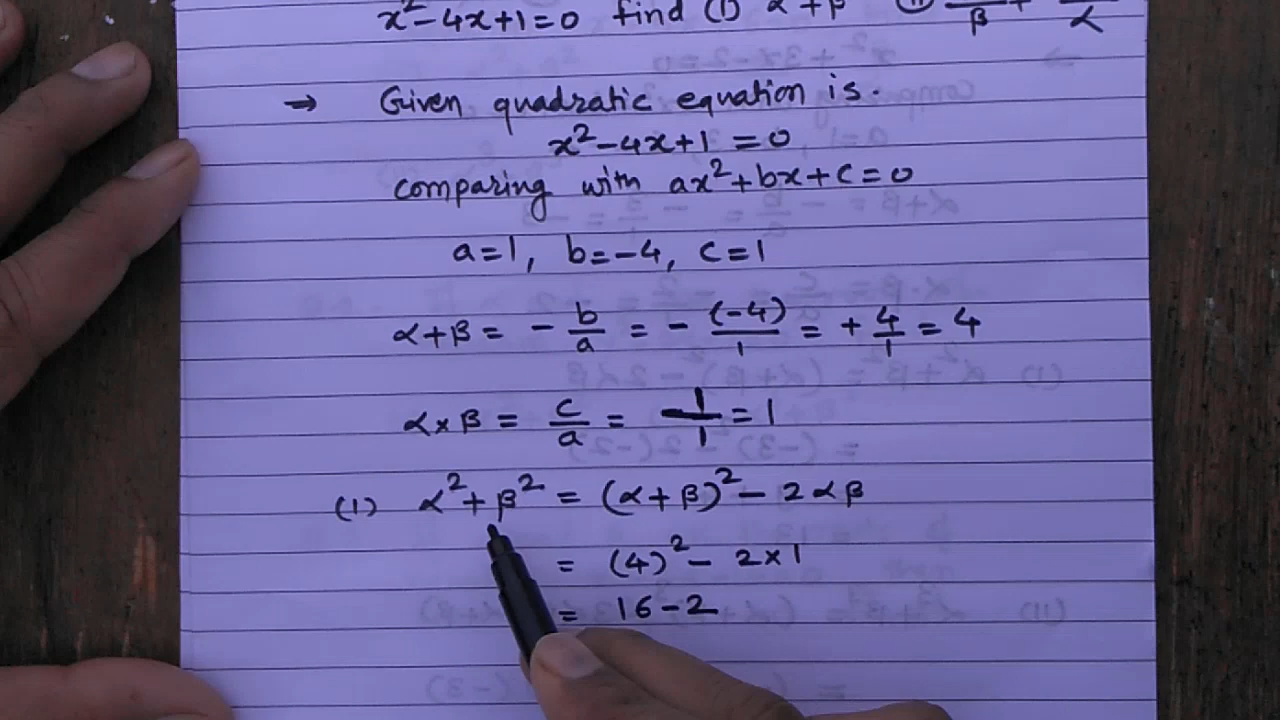 x²-4x+1=0 find (i) α+β (ii) /β + /α
→ Given quadratic equation is.
x²-4x+1=0
comparing with ax²+bx+c=0
a=1, b=-4, c=1
α+β = - b/a = - (-4)/1 = + 4/1 = 4
α×β = c/a = 1/1 = 1
(1) α²+β² = (α+β)²- 2αβ
= (4)²- 2×1
= 16-2